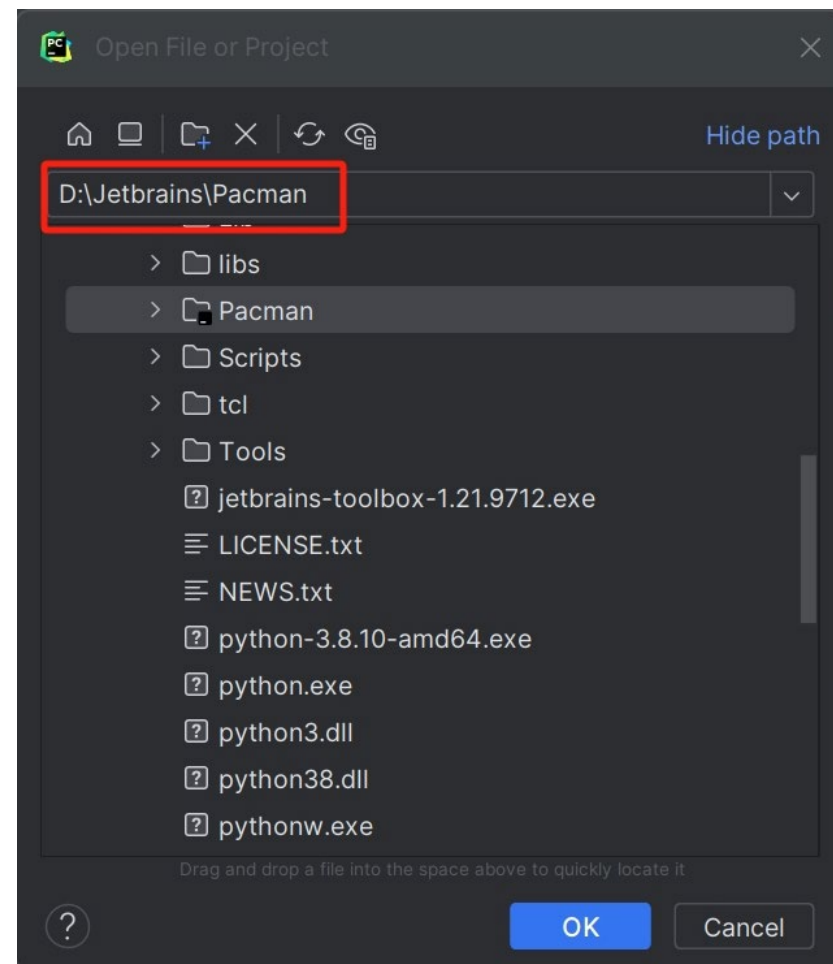 PC Open File or Project
Hide path
D:\Jetbrains\Pacman
libs
Pacman
Scripts
tcl
Tools
jetbrains-toolbox-1.21.9712.exe
LICENSE.txt
NEWS.txt
python-3.8.10-amd64.exe
python.exe
python3.dll
python38.dll
pythonw.exe
Drag and drop a file into the space above to quickly locate it
? OK Cancel